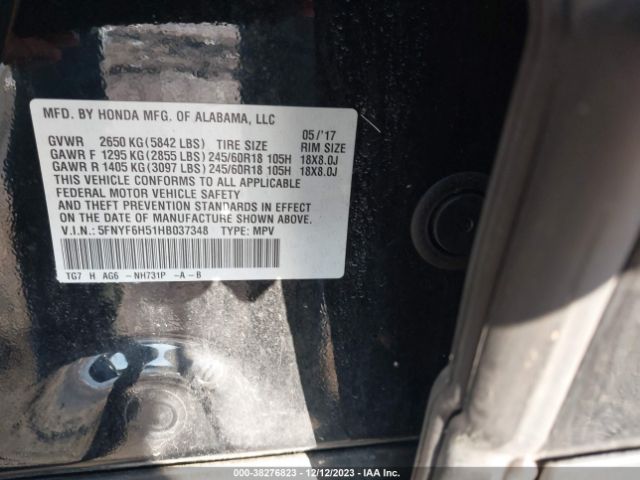 MFD. BY HONDA MFG. OF ALABAMA, LLC 05/'17
GVWR 2650 KG(5842 LBS) TIRE SIZE RIM SIZE
GAWR F 1295 KG(2855 LBS) 245/60R18 105H 18X8.0J
GAWR R 1405 KG(3097 LBS) 245/60R18 105H 18X8.0J
THIS VEHICLE CONFORMS TO ALL APPLICABLE
FEDERAL MOTOR VEHICLE SAFETY
AND THEFT PREVENTION STANDARDS IN EFFECT
ON THE DATE OF MANUFACTURE SHOWN ABOVE.
V.I.N.: 5FNYF6H51HB037348 TYPE: MPV
TG7 H AG6 -NH731P -A-B
00-38276823 - 12/12/2023 - IAA Inc.